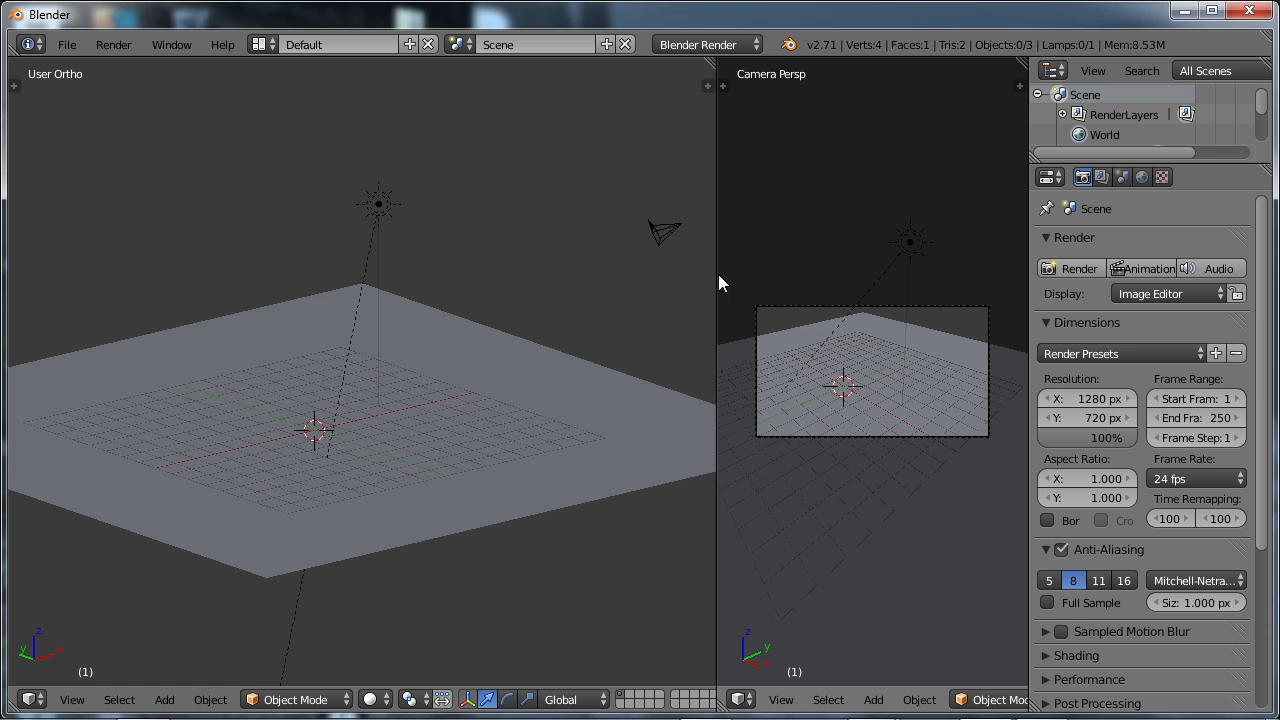 Blender
File Render Window Help Default Scene Blender Render v2.71 | Verts:4 | Faces:1 | Tris:2 | Objects:0/3 | Lamps:0/1 | Mem:8.53M
User Ortho
Camera Persp
View Search All Scenes
Scene
RenderLayers |
World
Scene
Render
Render Animation Audio
Display: Image Editor
Dimensions
Render Presets
Resolution: Frame Range:
X: 1280 px Start Fram: 1
Y: 720 px End Fra: 250
100% Frame Step: 1
Aspect Ratio: Frame Rate:
X: 1.000 24 fps
Y: 1.000 Time Remapping:
Bor Cro 100 100
Anti-Aliasing
5 8 11 16 Mitchell-Netra...
Full Sample Siz: 1.000 px
Sampled Motion Blur
Shading
Performance
Post Processing
z
y x
(1)
z
y
x
(1)
View Select Add Object Object Mode Global
View Select Add Object Object Mo